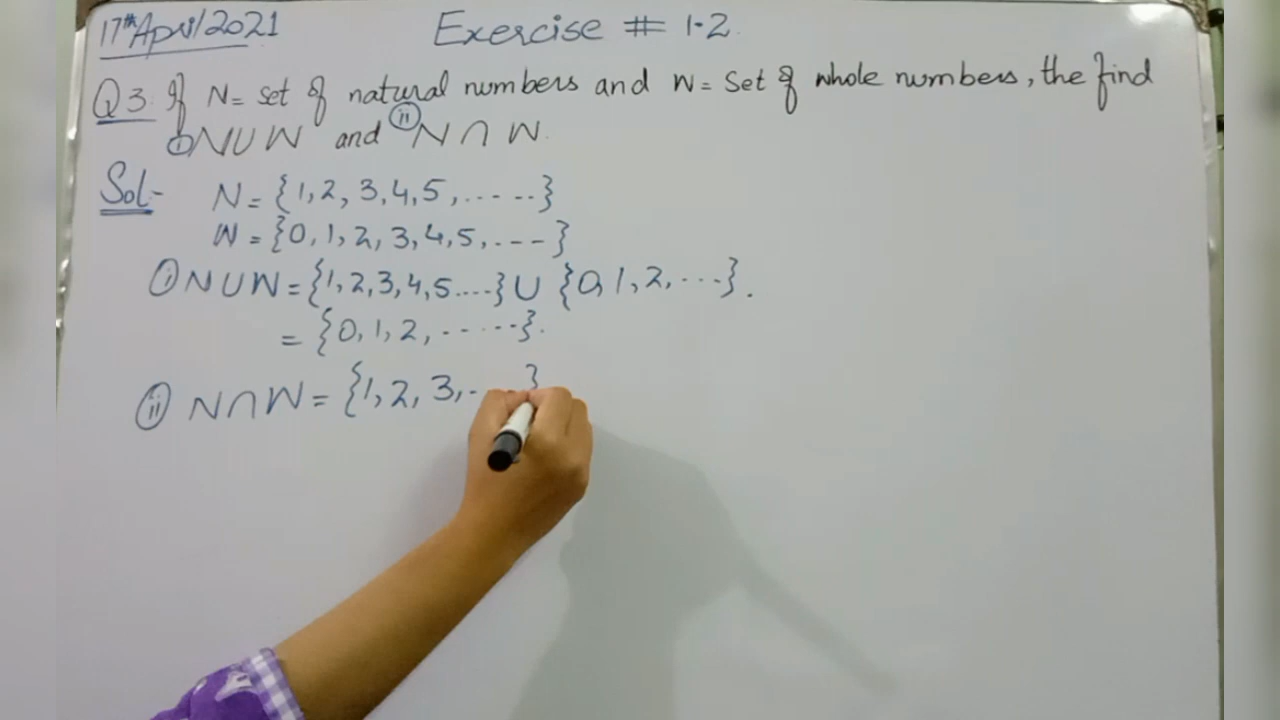 17th April 2021
Exercise # 1.2
Q3. If N = set of natural numbers and W = Set of whole numbers, the find
(i) N ∪ W and (ii) N ∩ W.
Sol- N = {1, 2, 3, 4, 5, .......}
W = {0, 1, 2, 3, 4, 5, ....}
(i) N ∪ W = {1, 2, 3, 4, 5.....} ∪ {0, 1, 2, ....}.
= {0, 1, 2, .......}.
(ii) N ∩ W = {1, 2, 3, .. }